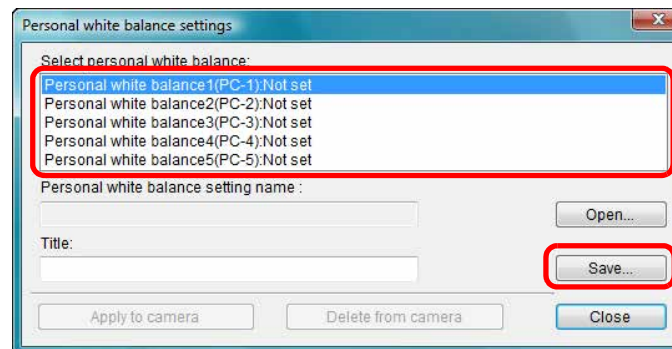 Personal white balance settings
Select personal white balance:
Personal white balance1(PC-1):Not set
Personal white balance2(PC-2):Not set
Personal white balance3(PC-3):Not set
Personal white balance4(PC-4):Not set
Personal white balance5(PC-5):Not set
Personal white balance setting name :
Open...
Title:
Save...
Apply to camera Delete from camera Close